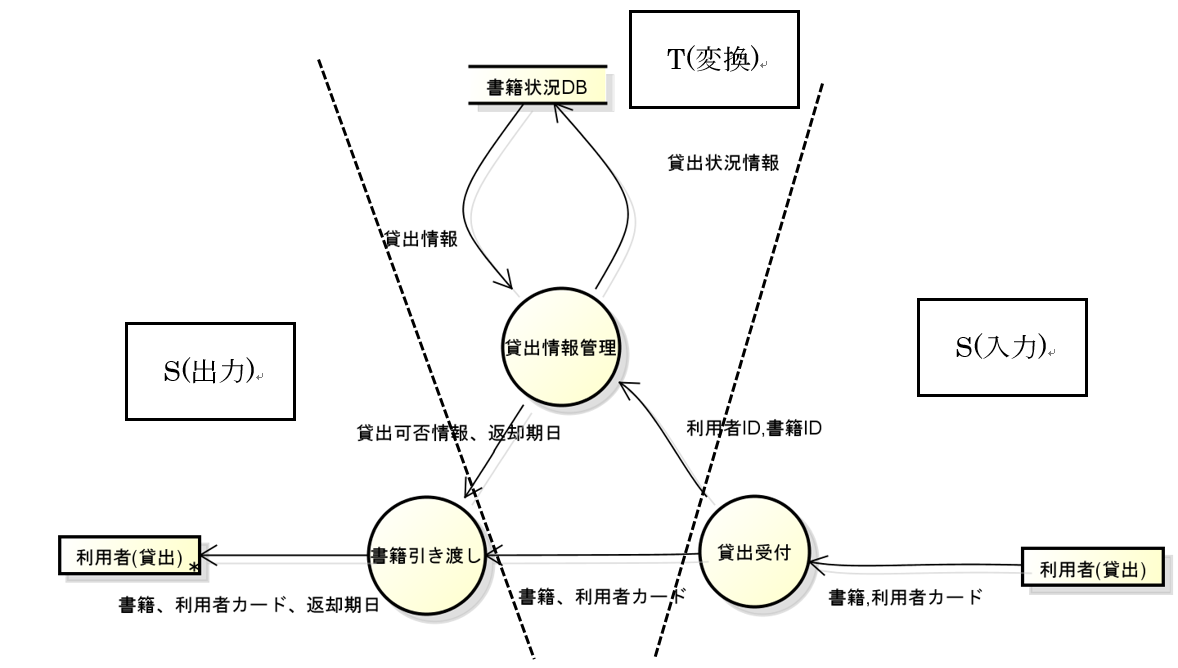 T(変換)
書籍状況DB
貸出状況情報
貸出情報
貸出情報管理
S(出力)
S(入力)
貸出可否情報、返却期日
利用者ID,書籍ID
利用者(貸出)
*
書籍引き渡し
貸出受付
利用者(貸出)
書籍、利用者カード、返却期日
書籍、利用者カード
書籍,利用者カード